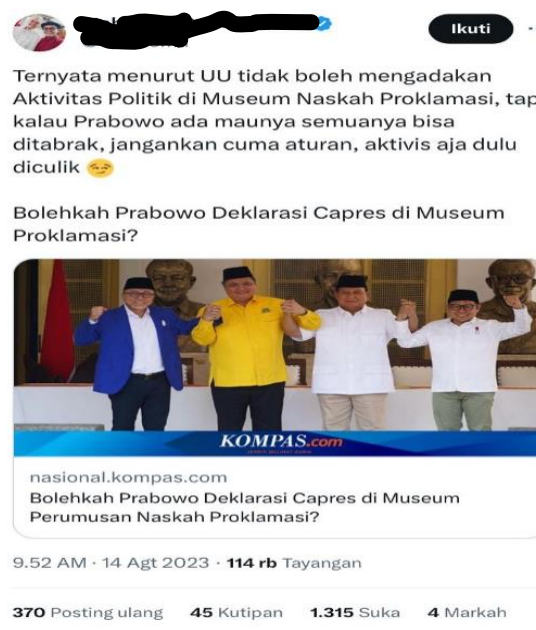 Ikuti
Ternyata menurut UU tidak boleh mengadakan
Aktivitas Politik di Museum Naskah Proklamasi, tap
kalau Prabowo ada maunya semuanya bisa
ditabrak, jangankan cuma aturan, aktivis aja dulu
diculik 😏
Bolehkah Prabowo Deklarasi Capres di Museum
Proklamasi?
KOMPAS.com
nasional.kompas.com
Bolehkah Prabowo Deklarasi Capres di Museum
Perumusan Naskah Proklamasi?
9.52 AM · 14 Agt 2023 · 114 rb Tayangan
370 Posting ulang 45 Kutipan 1.315 Suka 4 Markah